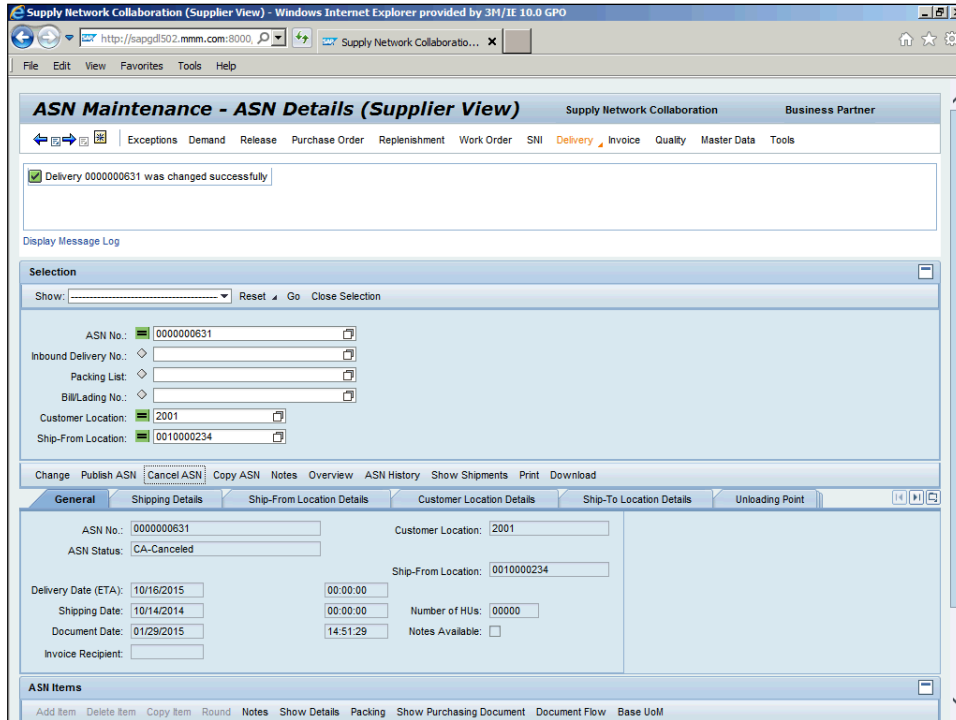 Supply Network Collaboration (Supplier View) - Windows Internet Explorer provided by 3M/IE 10.0 GPO
http://sapgdl502.mmm.com:8000, Supply Network Collaboratio... X
File Edit View Favorites Tools Help
ASN Maintenance - ASN Details (Supplier View) Supply Network Collaboration Business Partner
Exceptions Demand Release Purchase Order Replenishment Work Order SNI Delivery Invoice Quality Master Data Tools
Delivery 0000000631 was changed successfully
Display Message Log
Selection
Show: ---------------------------------------- Reset Go Close Selection
ASN No.: 0000000631
Inbound Delivery No.:
Packing List:
Bill/Lading No.:
Customer Location: 2001
Ship-From Location: 0010000234
Change Publish ASN Cancel ASN Copy ASN Notes Overview ASN History Show Shipments Print Download
General Shipping Details Ship-From Location Details Customer Location Details Ship-To Location Details Unloading Point
ASN No.: 0000000631 Customer Location: 2001
ASN Status: CA-Canceled
Ship-From Location: 0010000234
Delivery Date (ETA): 10/16/2015 00:00:00
Shipping Date: 10/14/2014 00:00:00 Number of HUs: 00000
Document Date: 01/29/2015 14:51:29 Notes Available:
Invoice Recipient:
ASN Items
Add Item Delete Item Copy Item Round Notes Show Details Packing Show Purchasing Document Document Flow Base UoM